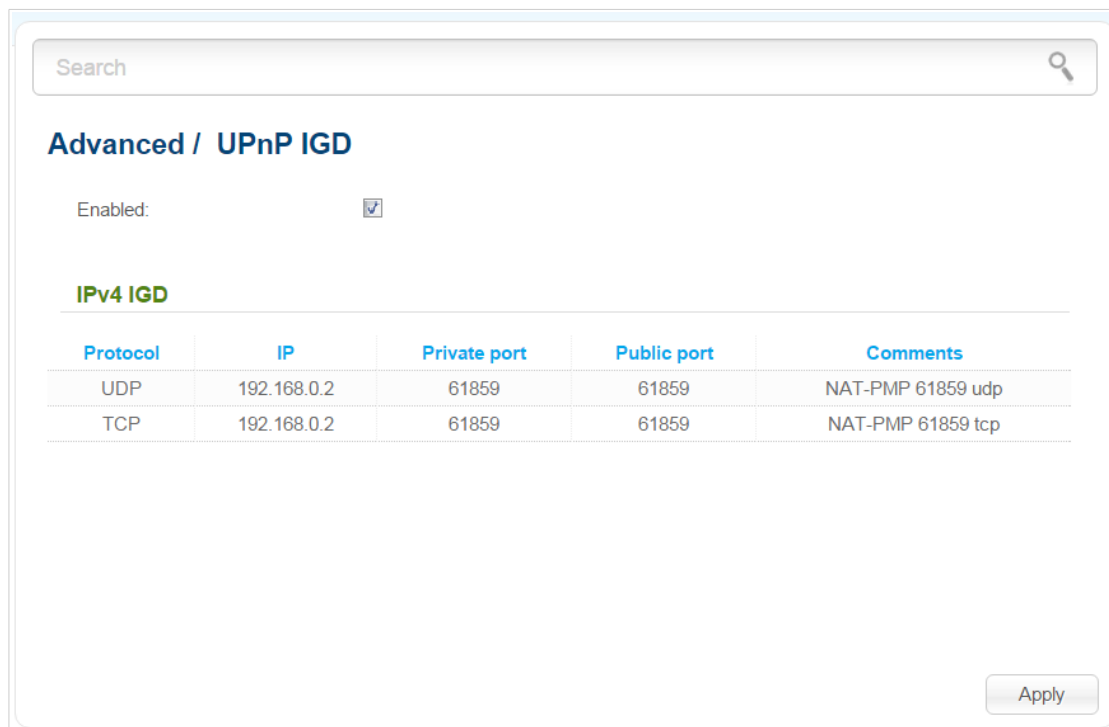 Search
Advanced / UPnP IGD
Enabled:
IPv4 IGD
Protocol IP Private port Public port Comments
UDP 192.168.0.2 61859 61859 NAT-PMP 61859 udp
TCP 192.168.0.2 61859 61859 NAT-PMP 61859 tcp
Apply